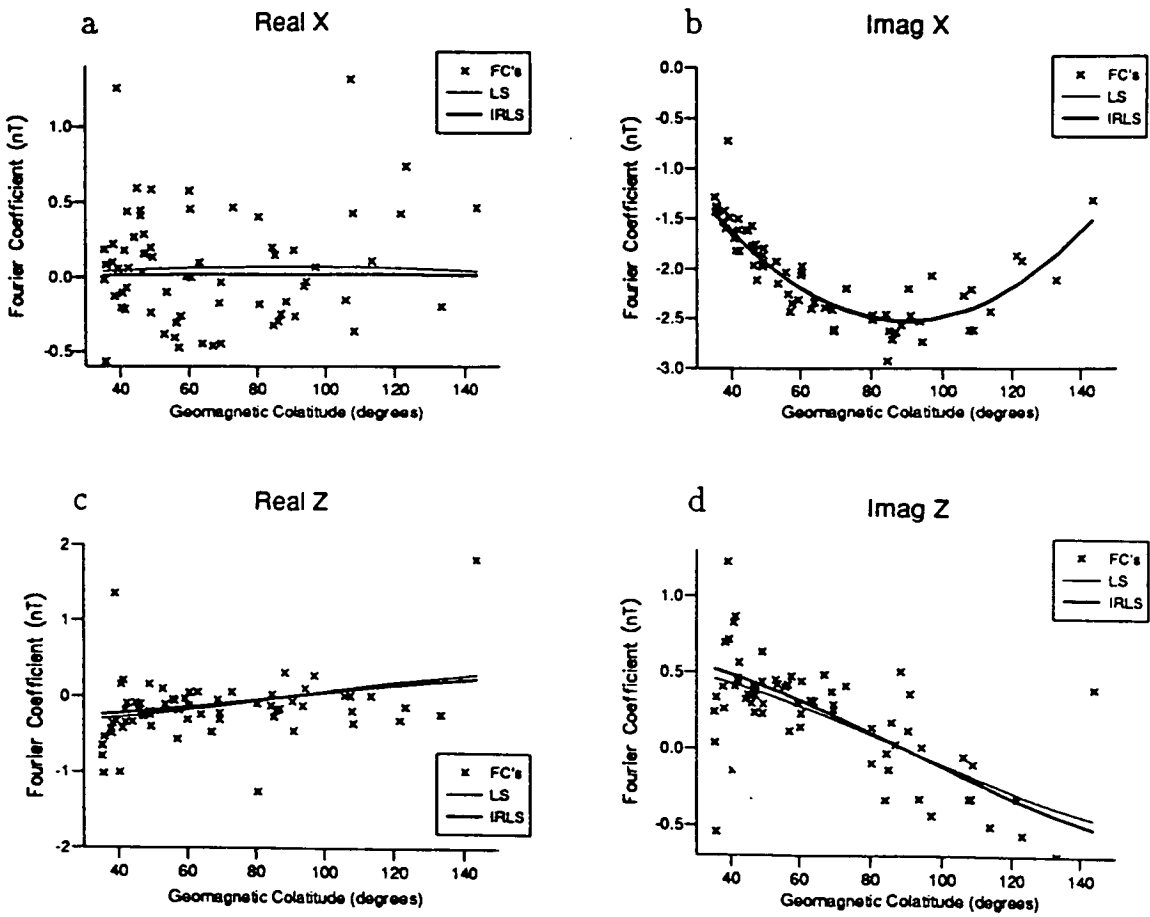 a
Real X
Fourier Coefficient (nT)
1.0
0.5
0.0
-0.5
40
60
80
100
120
140
Geomagnetic Colatitude (degrees)
FC's
LS
IRLS
b
Imag X
Fourier Coefficient (nT)
0.0
-0.5
-1.0
-1.5
-2.0
-2.5
-3.0
40
60
80
100
120
140
Geomagnetic Colatitude (degrees)
FC's
LS
IRLS
c
Real Z
Fourier Coefficient (nT)
2
1
0
-1
-2
40
60
80
100
120
140
Geomagnetic Colatitude (degrees)
FC's
LS
IRLS
d
Imag Z
Fourier Coefficient (nT)
1.0
0.5
0.0
-0.5
40
60
80
100
120
140
Geomagnetic Colatitude (degrees)
FC's
LS
IRLS